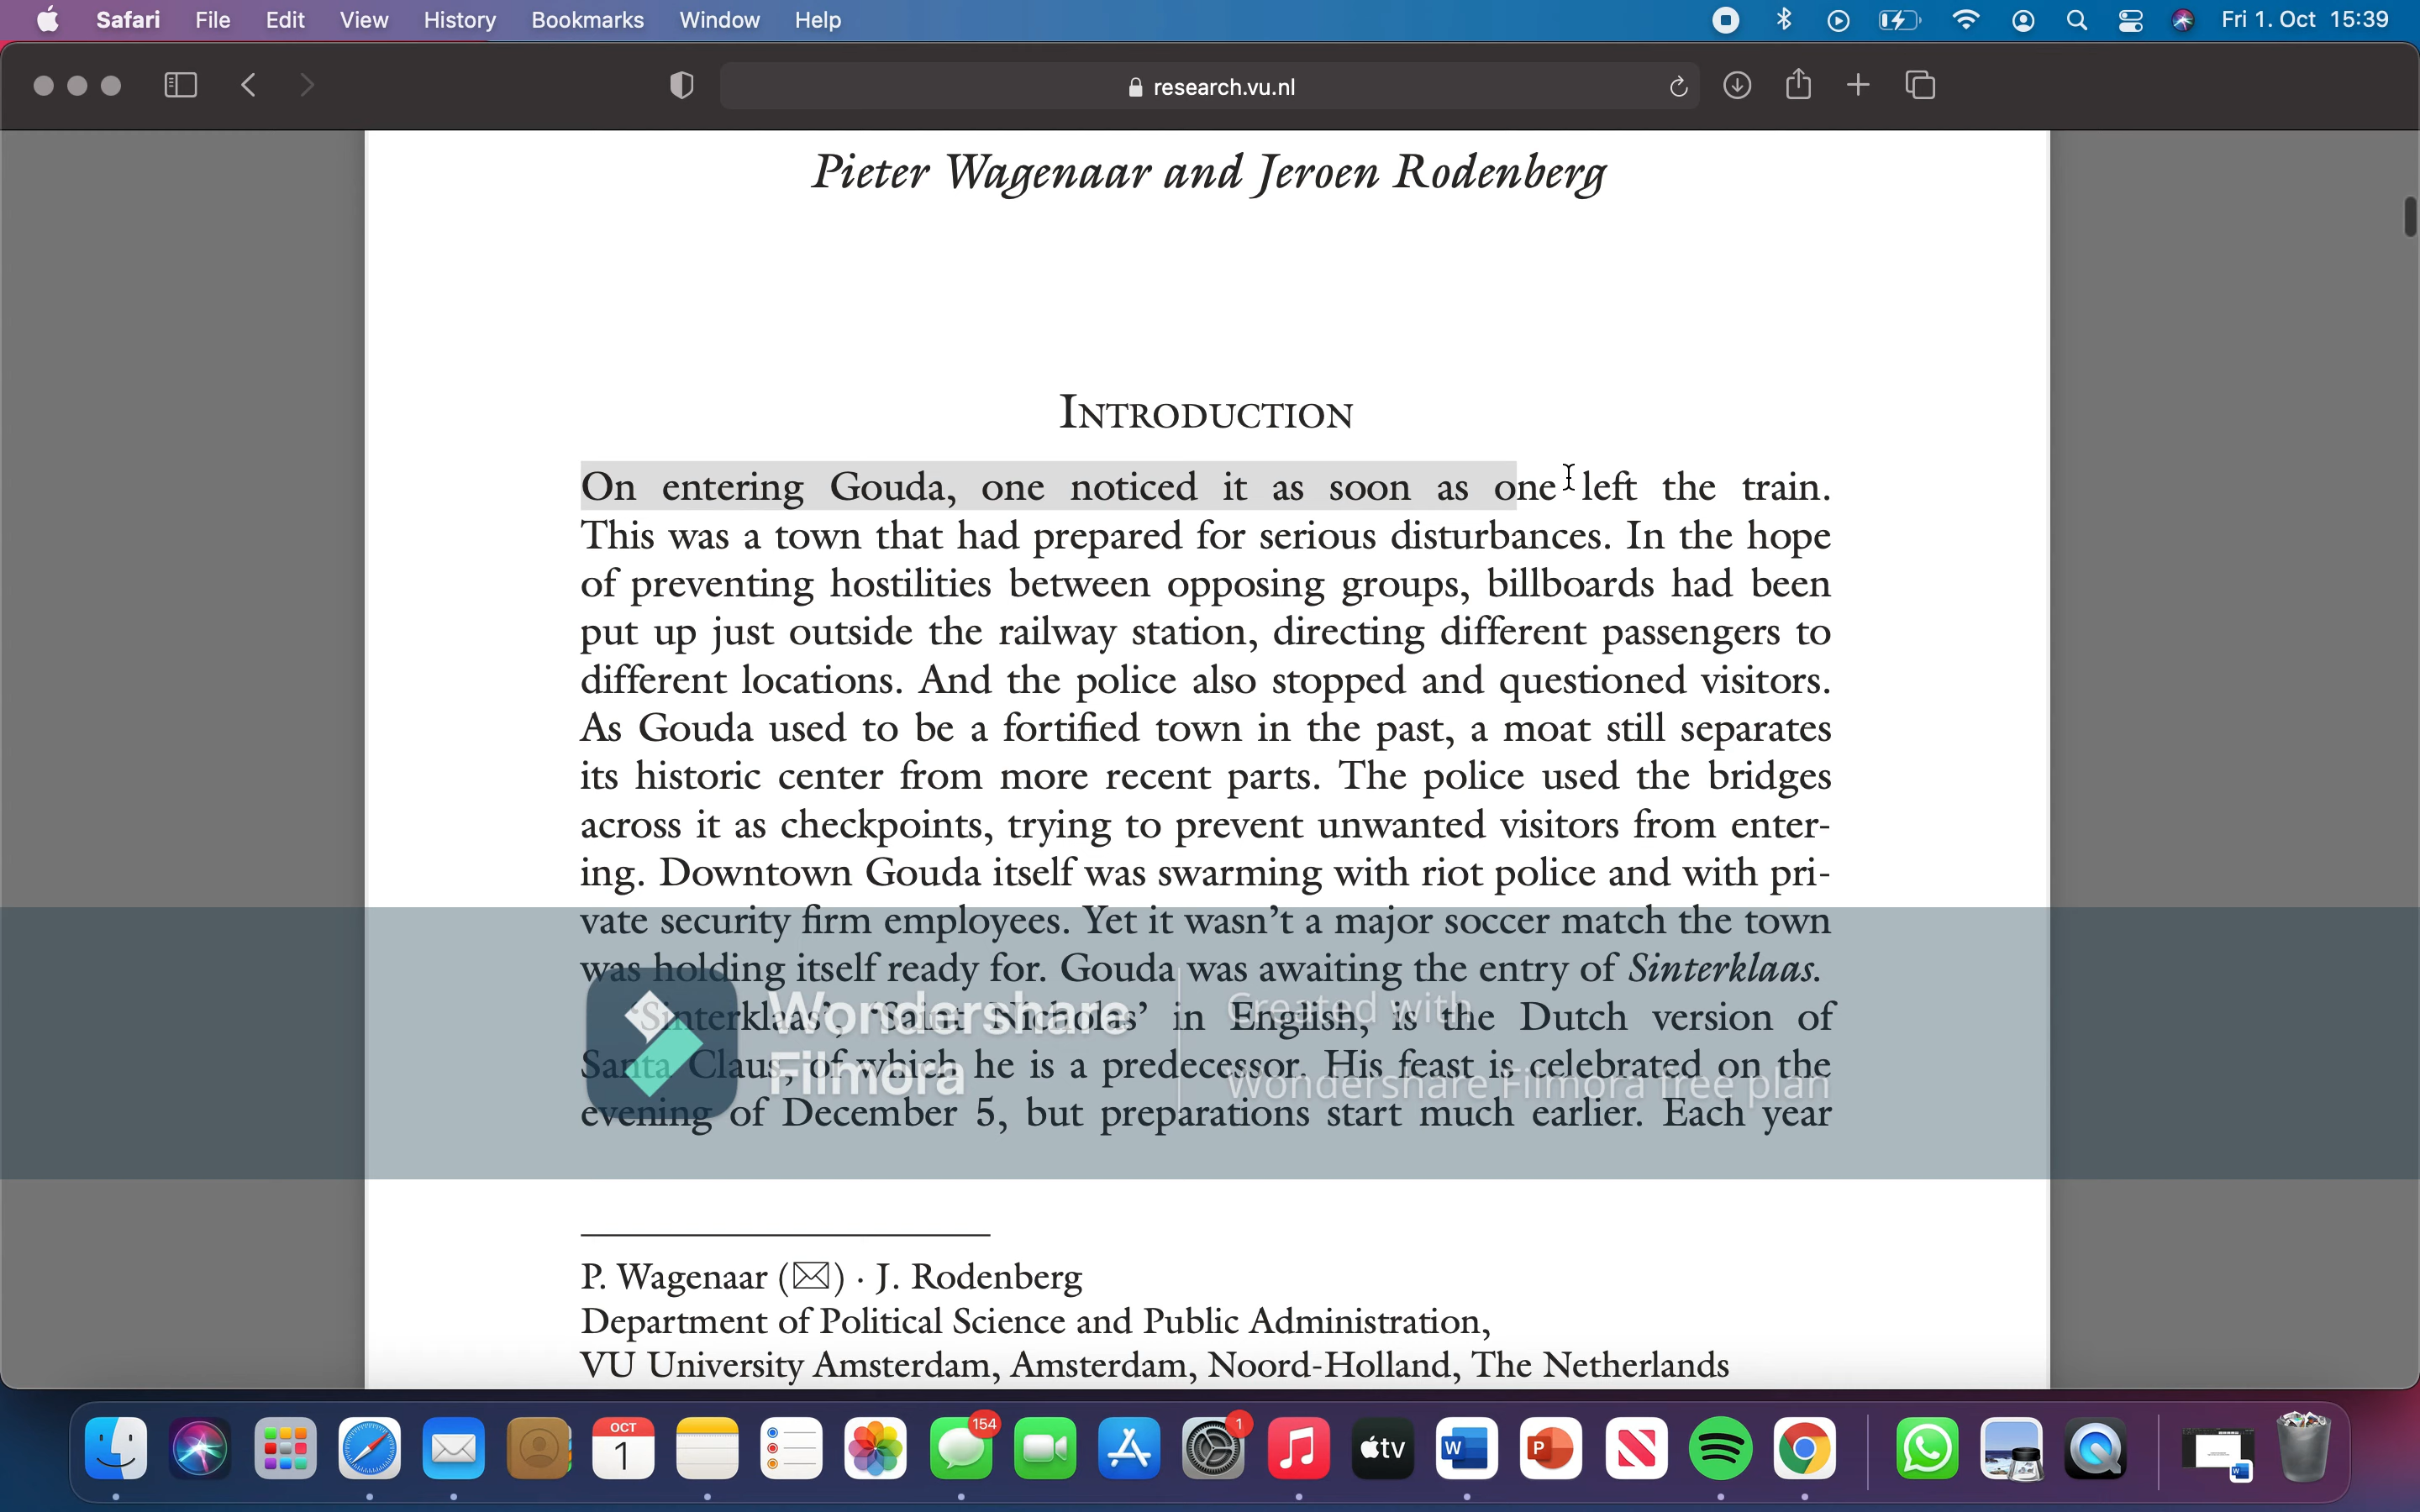 Safari File Edit View History Bookmarks Window Help Fri 1. Oct 15:39
research.vu.nl
Pieter Wagenaar and Jeroen Rodenberg
INTRODUCTION
On entering Gouda, one noticed it as soon as one left the train.
This was a town that had prepared for serious disturbances. In the hope
of preventing hostilities between opposing groups, billboards had been
put up just outside the railway station, directing different passengers to
different locations. And the police also stopped and questioned visitors.
As Gouda used to be a fortified town in the past, a moat still separates
its historic center from more recent parts. The police used the bridges
across it as checkpoints, trying to prevent unwanted visitors from enter-
ing. Downtown Gouda itself was swarming with riot police and with pri-
vate security firm employees. Yet it wasn't a major soccer match the town
was holding itself ready for. Gouda was awaiting the entry of Sinterklaas.
'Sinterklaas', 'Saint Nicholas' in English, is the Dutch version of
Santa Claus, of which he is a predecessor. His feast is celebrated on the
evening of December 5, but preparations start much earlier. Each year
Wondershare
Filmora
Created with
Wondershare Filmora free plan
P. Wagenaar (✉) · J. Rodenberg
Department of Political Science and Public Administration,
VU University Amsterdam, Amsterdam, Noord-Holland, The Netherlands
OCT
1
154
1
tv
W
P
W